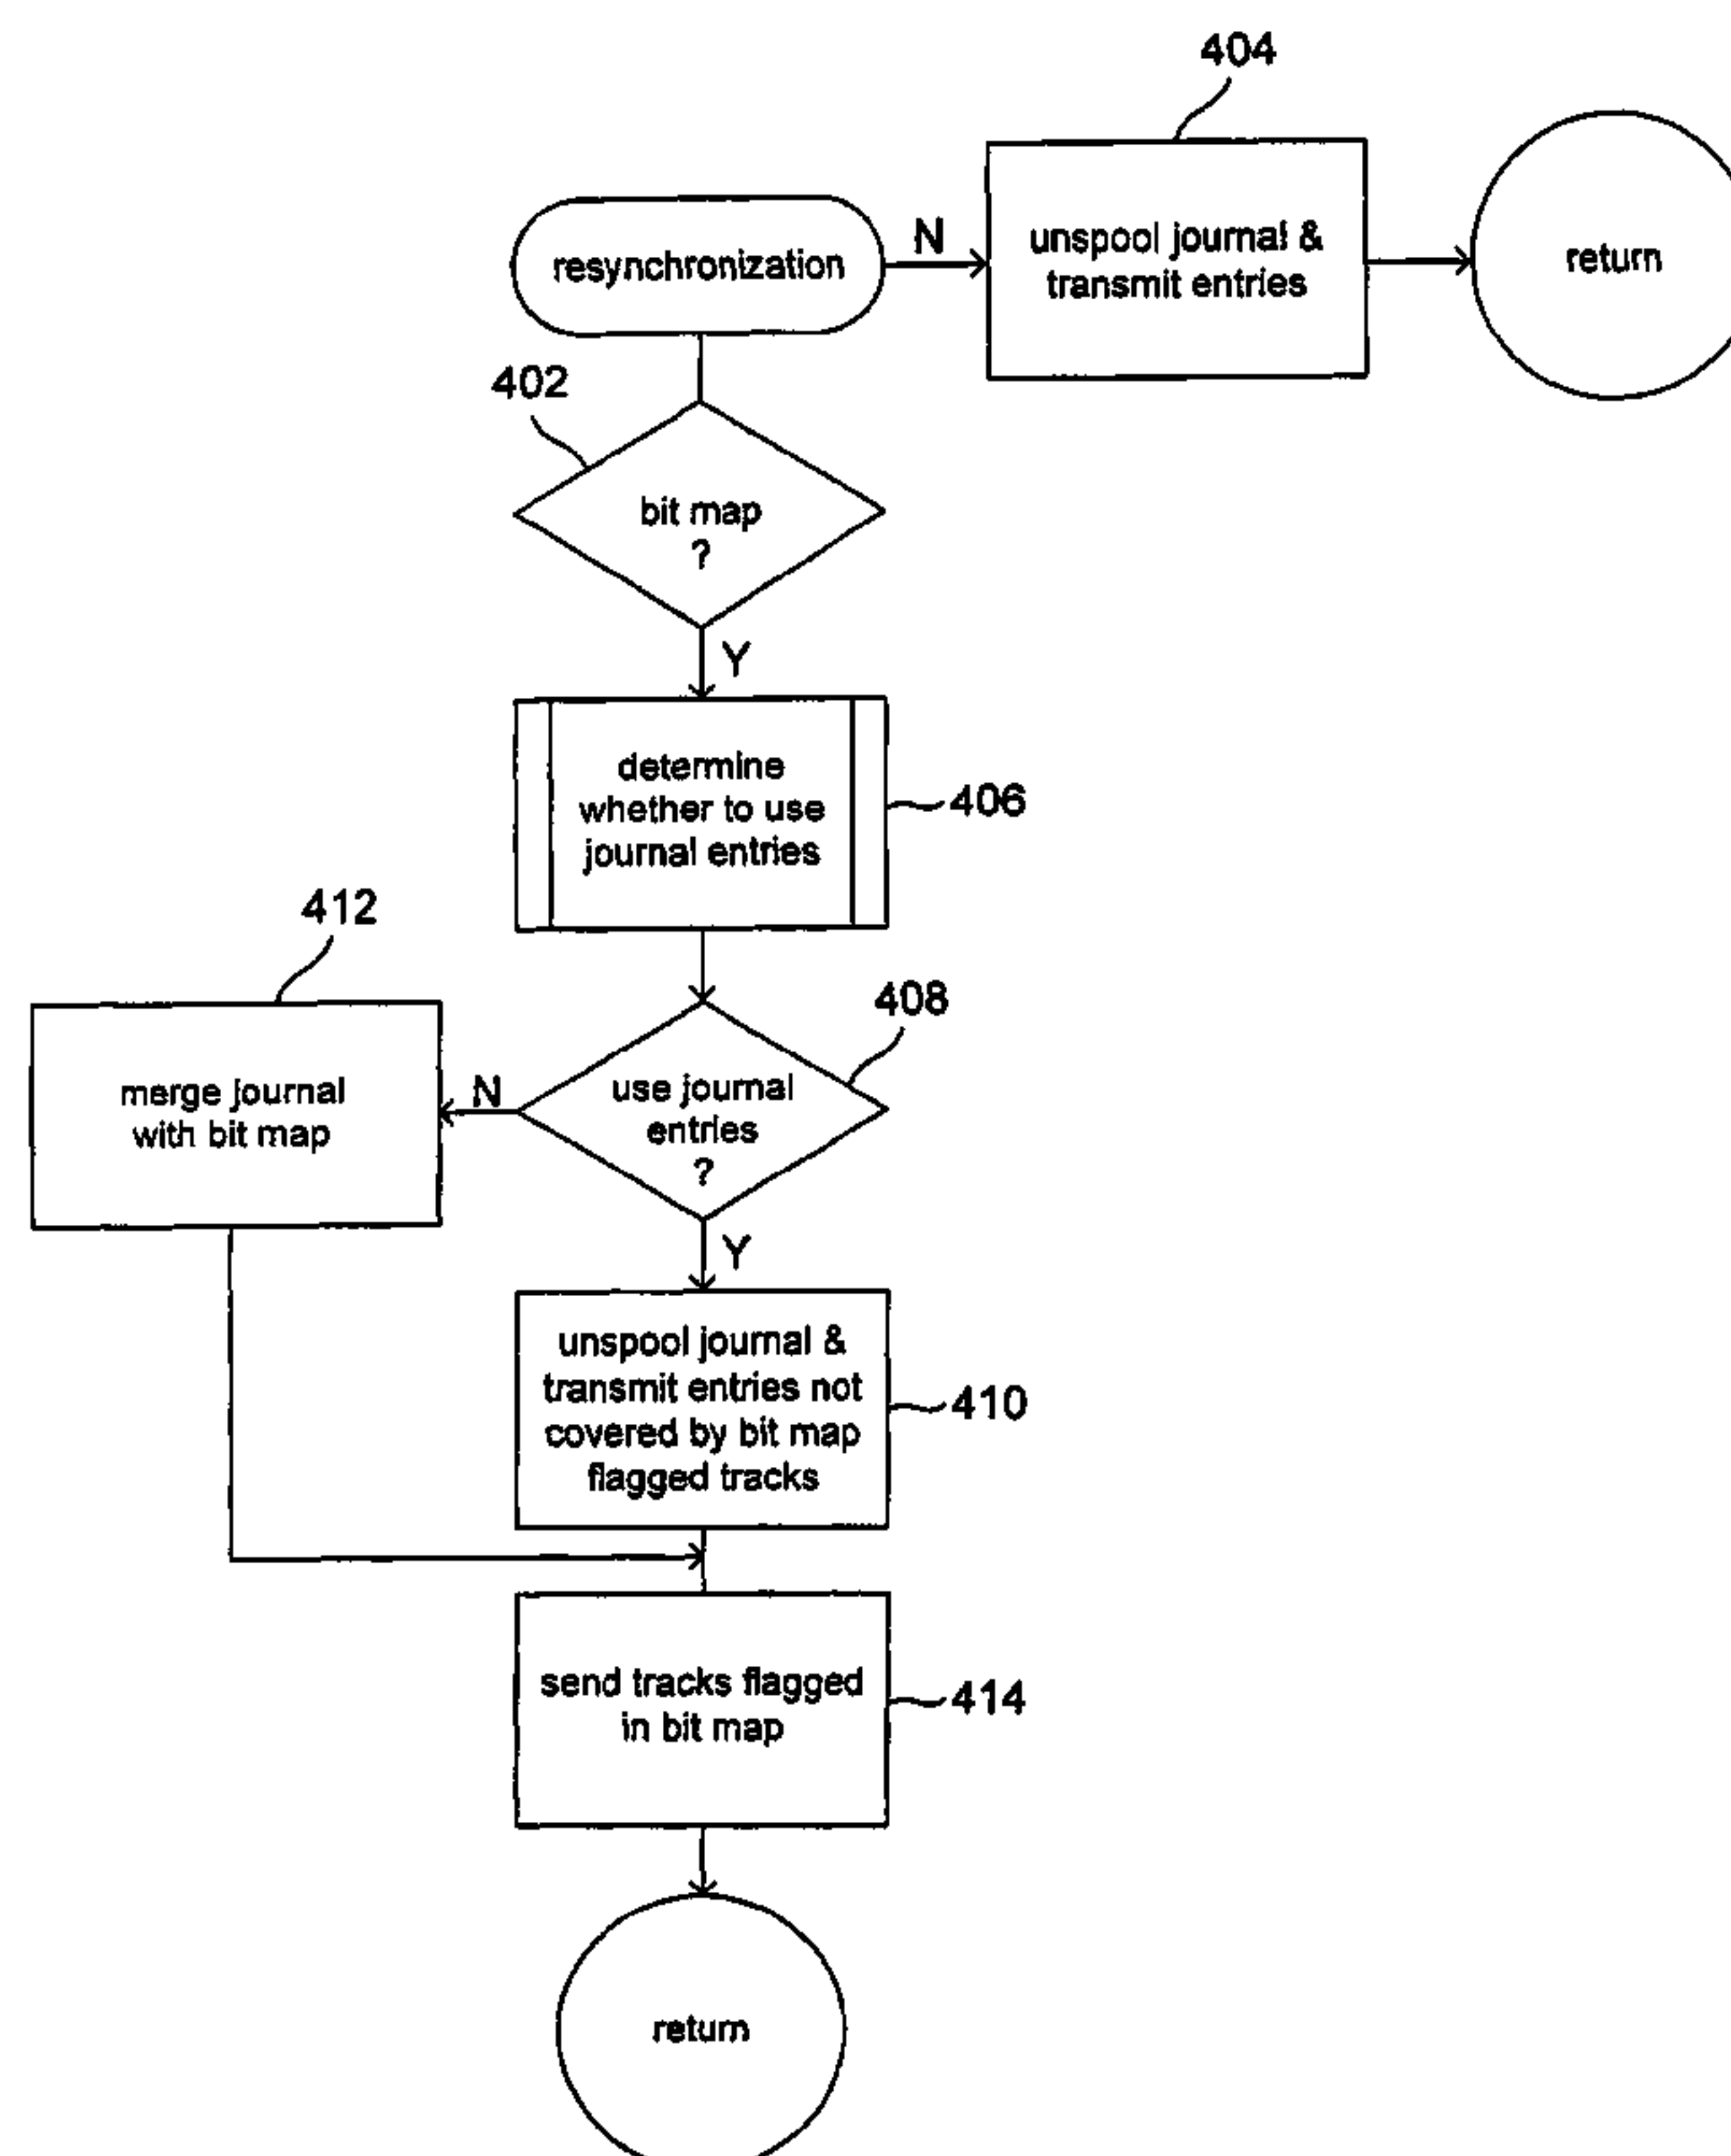 404
resynchronization
N
unspool journal &
transmit entries
return
402
bit map
?
Y
determine
whether to use
journal entries
406
412
408
merge journal
with bit map
N
use journal
entries
?
Y
unspool journal &
transmit entries not
covered by bit map
flagged tracks
410
send tracks flagged
in bit map
414
return